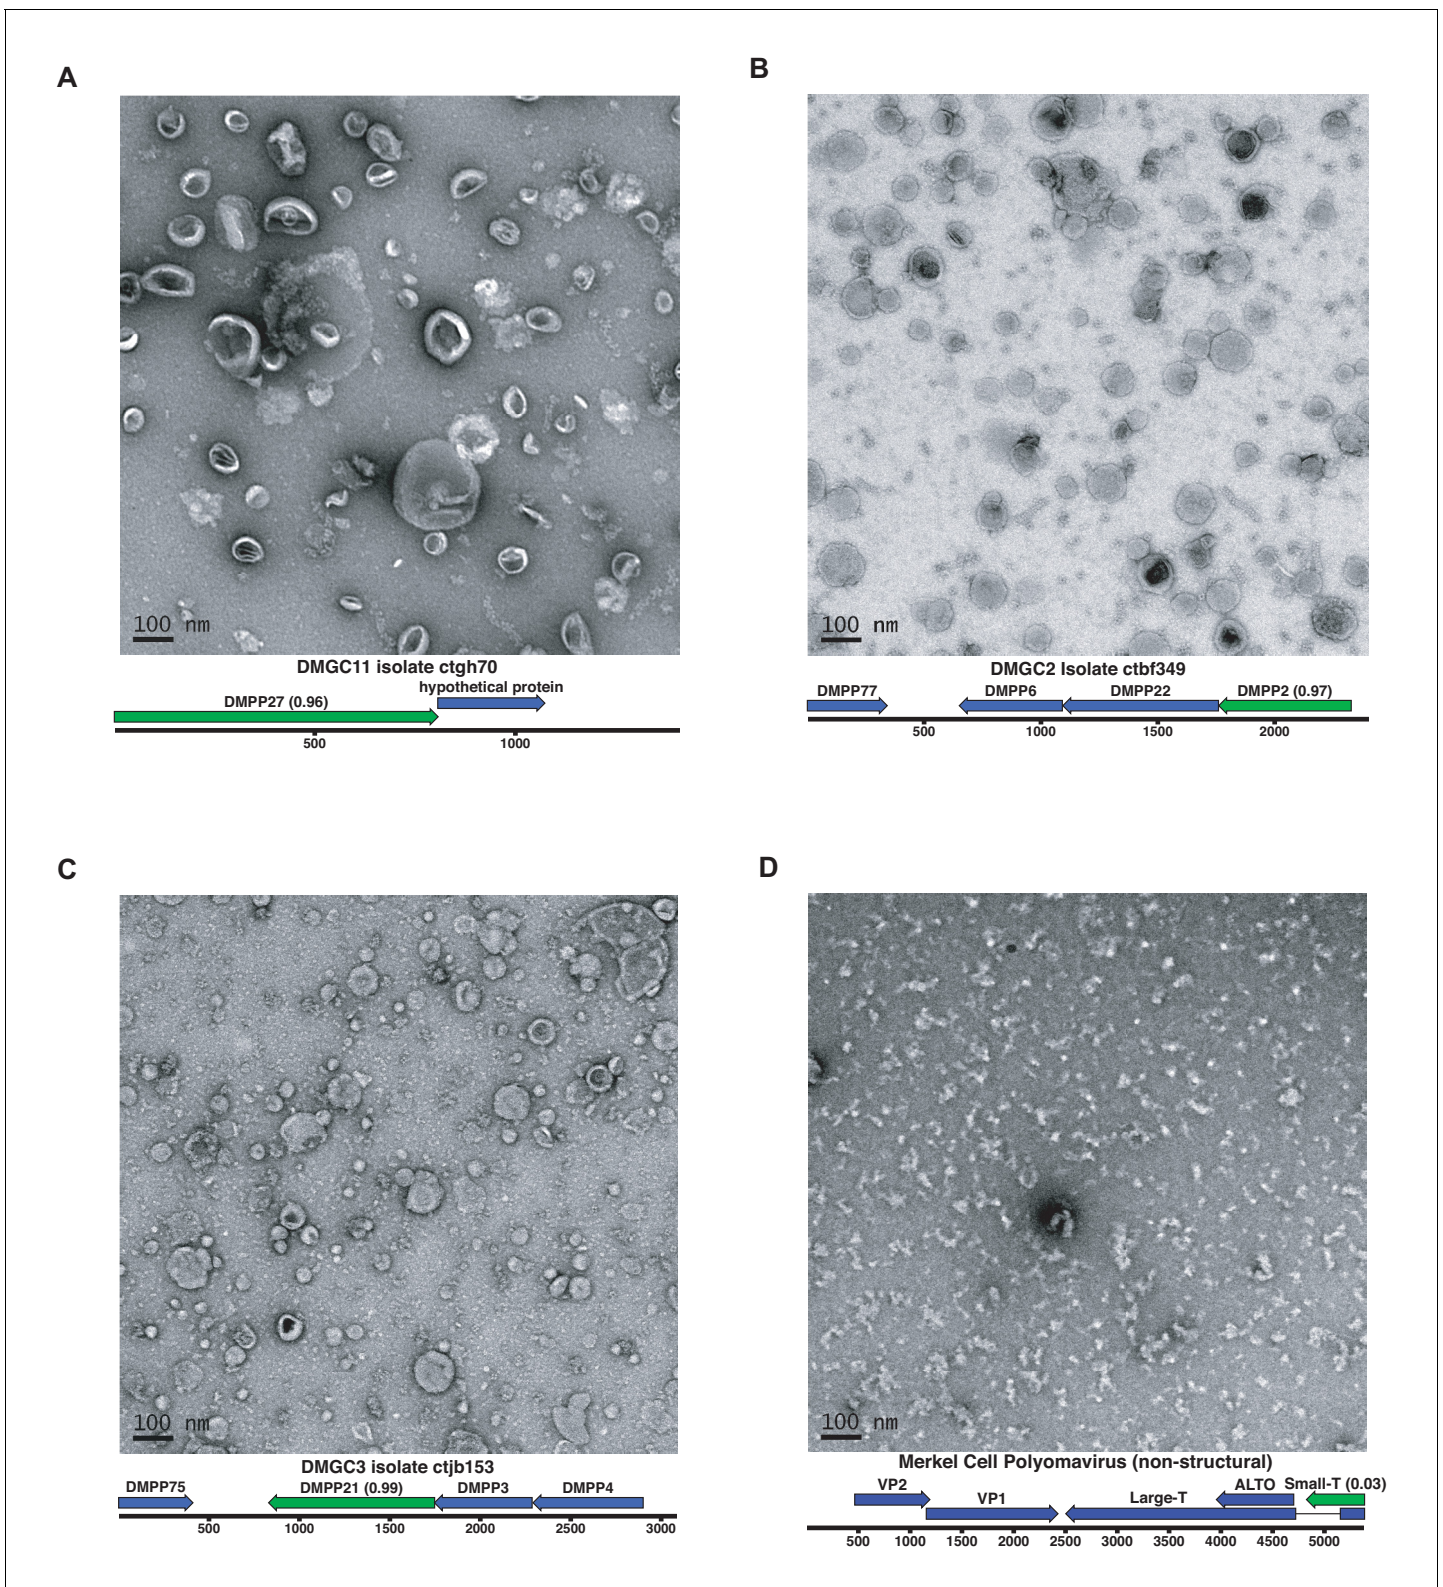 A
B
100 nm
100 nm
DMGC11 isolate ctgh70
hypothetical protein
DMPP27 (0.96)
500 1000
DMGC2 Isolate ctbf349
DMPP77 DMPP6 DMPP22 DMPP2 (0.97)
500 1000 1500 2000
C
D
100 nm
100 nm
DMGC3 isolate ctjb153
DMPP75 DMPP21 (0.99) DMPP3 DMPP4
500 1000 1500 2000 2500 3000
Merkel Cell Polyomavirus (non-structural)
VP2 ALTO Small-T (0.03)
VP1 Large-T
500 1000 1500 2000 2500 3000 3500 4000 4500 5000